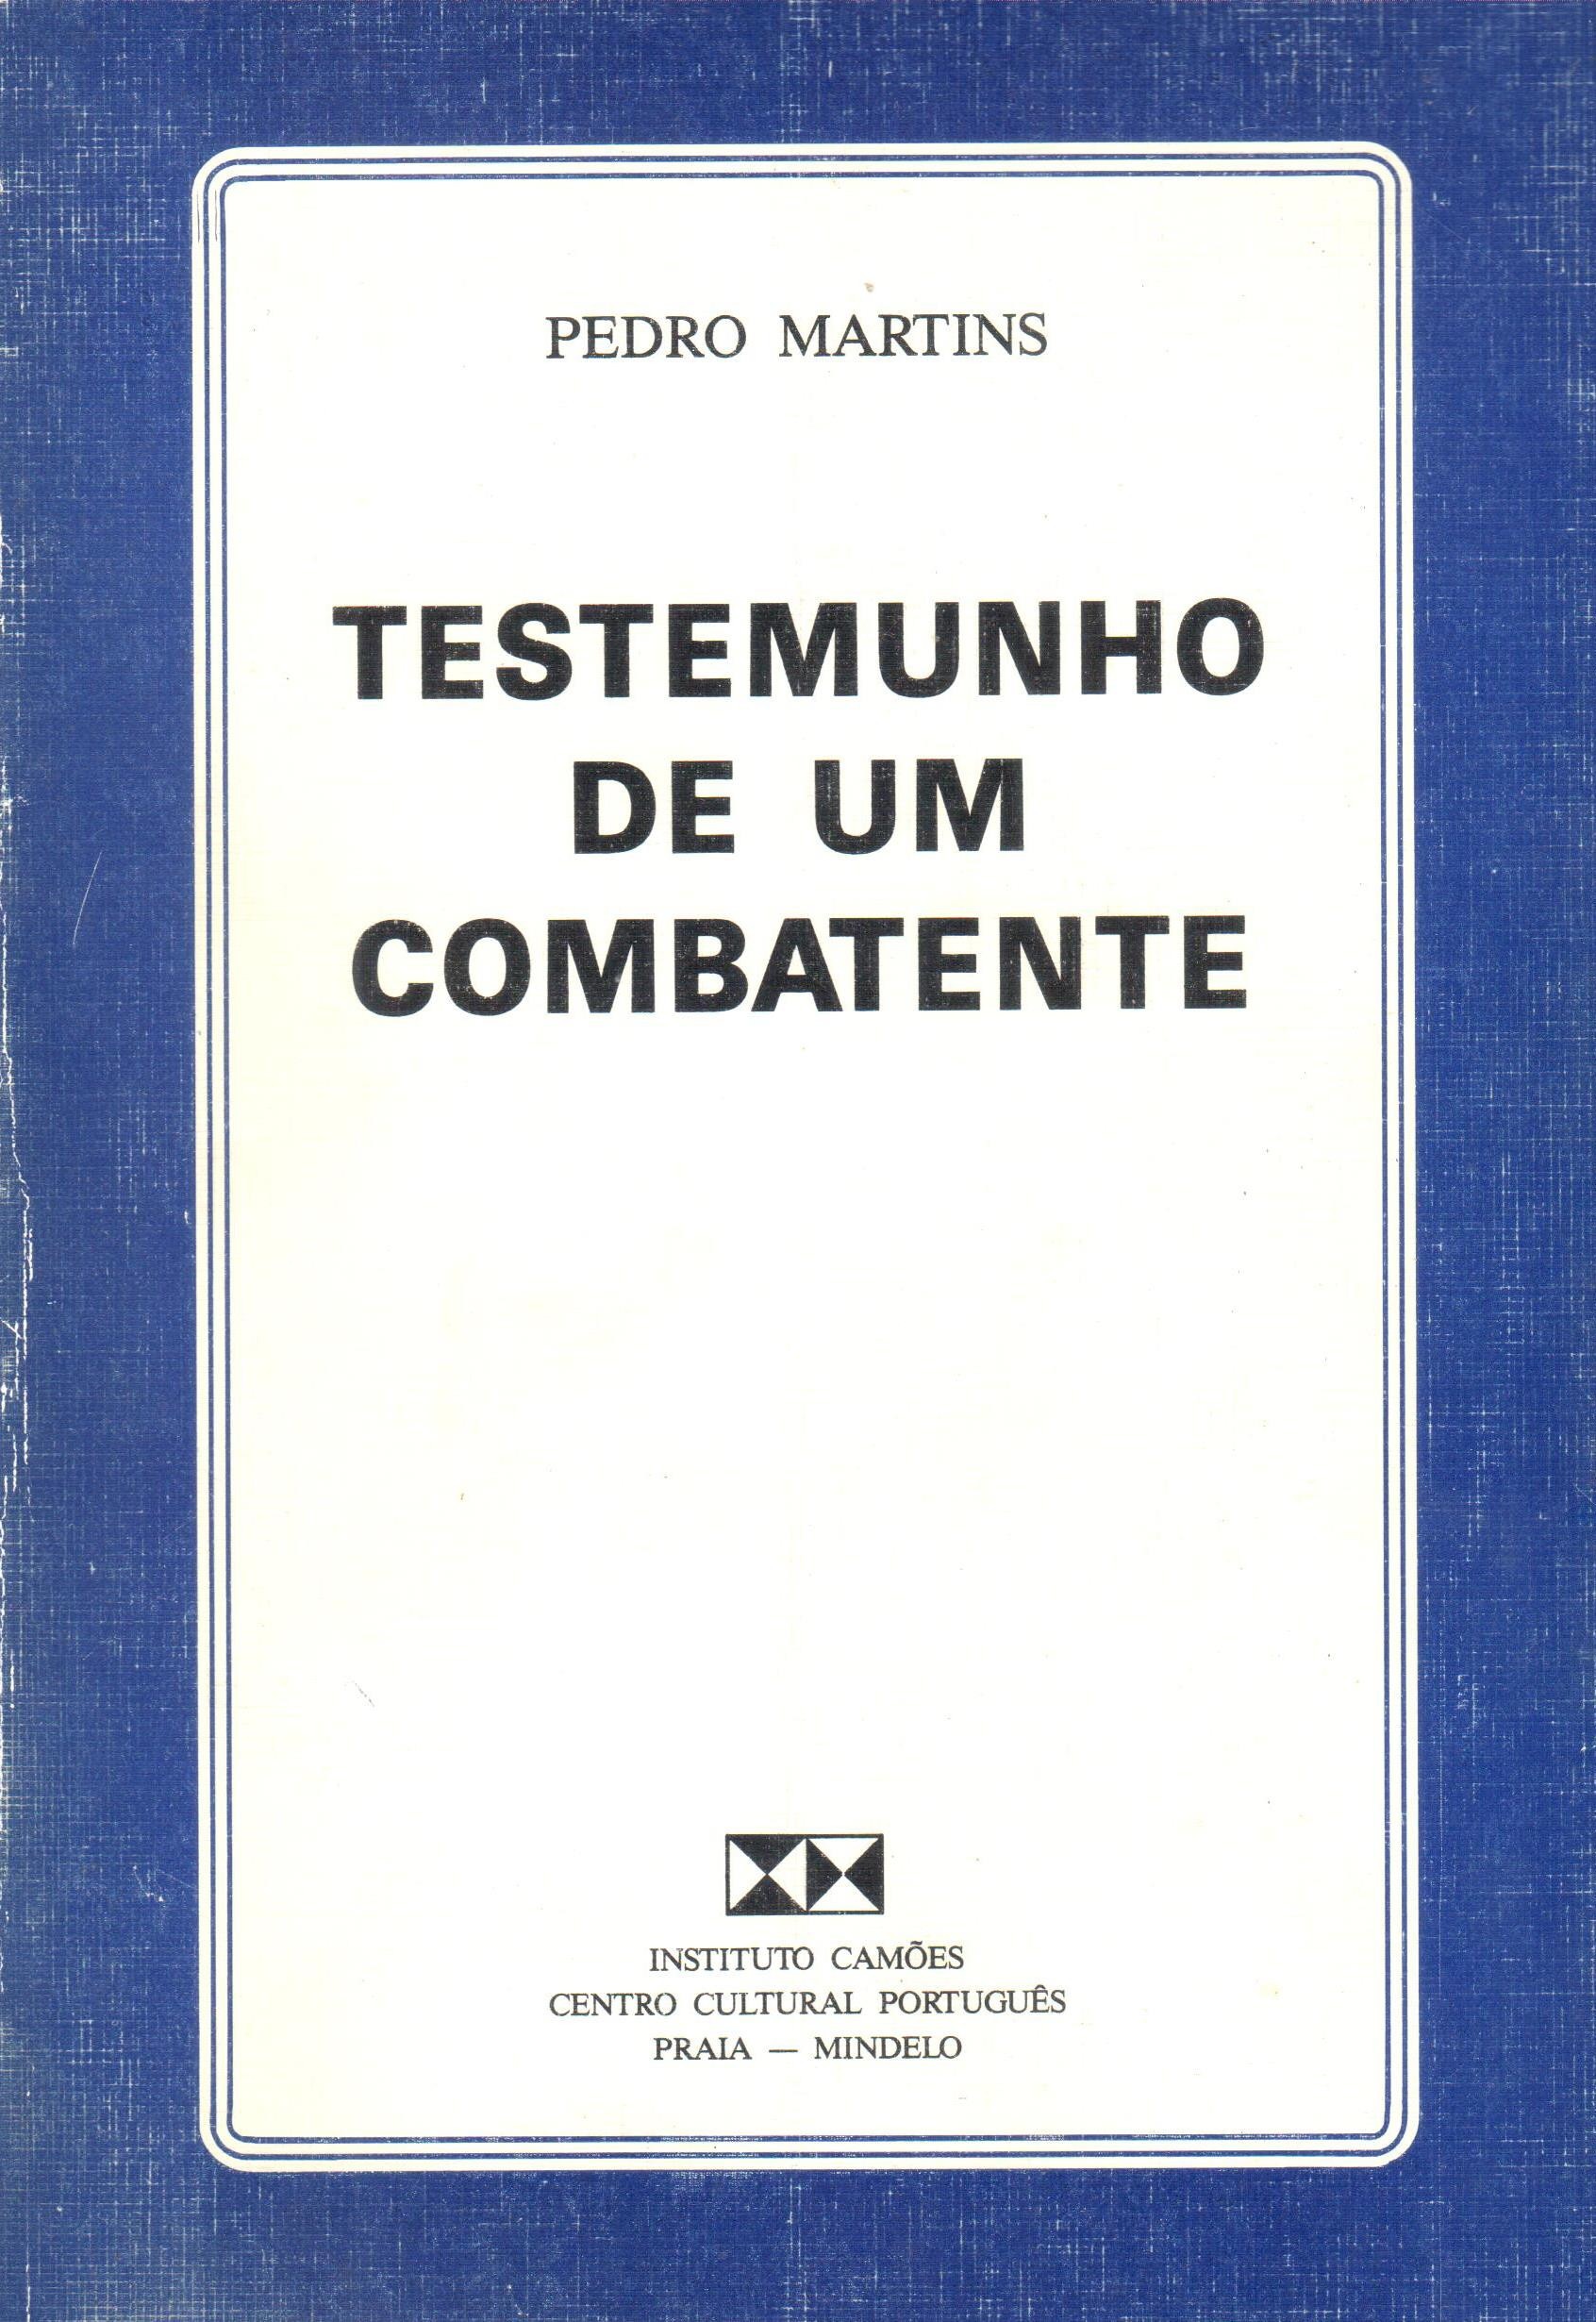 PEDRO MARTINS
TESTEMUNHO
DE UM
COMBATENTE
INSTITUTO CAMÕES
CENTRO CULTURAL PORTUGUÊS
PRAIA — MINDELO